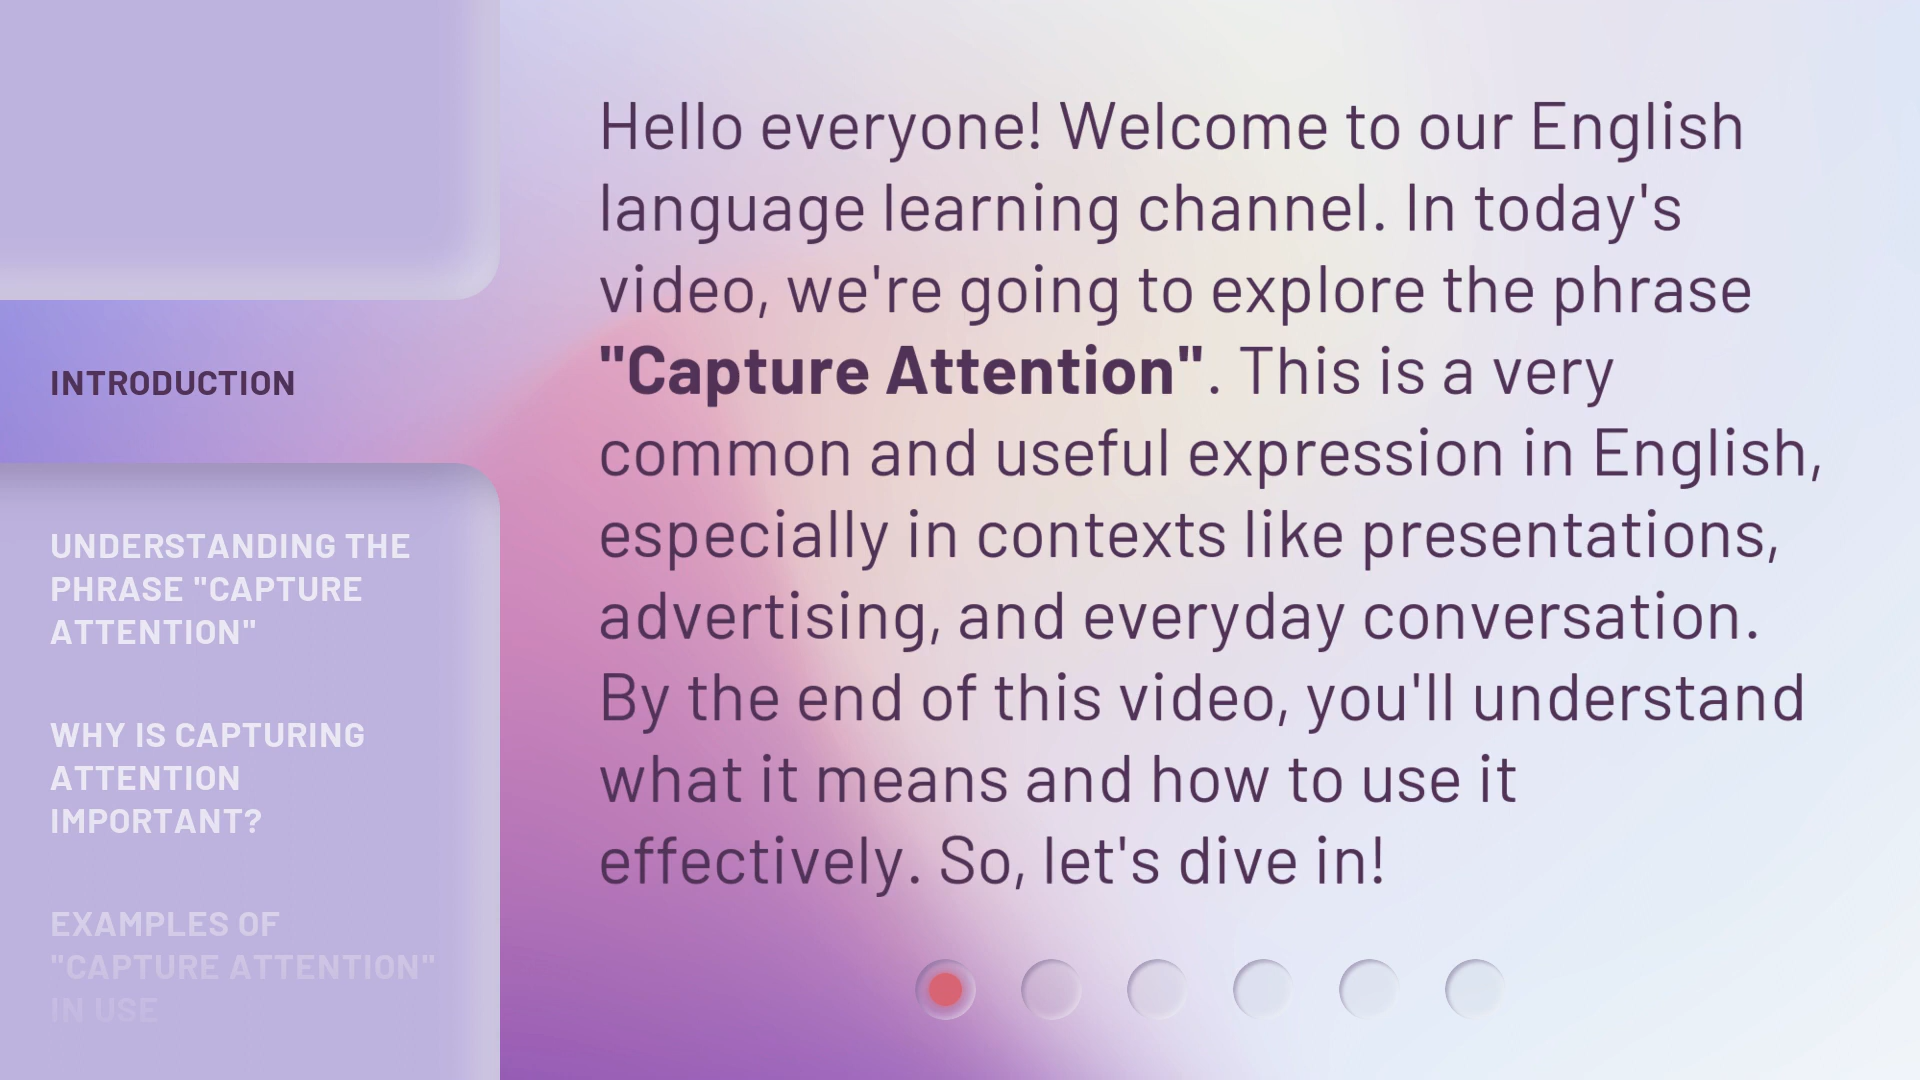 INTRODUCTION
UNDERSTANDING THE
PHRASE "CAPTURE
ATTENTION"
WHY IS CAPTURING
ATTENTION
IMPORTANT?
EXAMPLES OF
"CAPTURE ATTENTION"
IN USE
Hello everyone! Welcome to our English
language learning channel. In today's
video, we're going to explore the phrase
"Capture Attention". This is a very
common and useful expression in English,
especially in contexts like presentations,
advertising, and everyday conversation.
By the end of this video, you'll understand
what it means and how to use it
effectively. So, let's dive in!